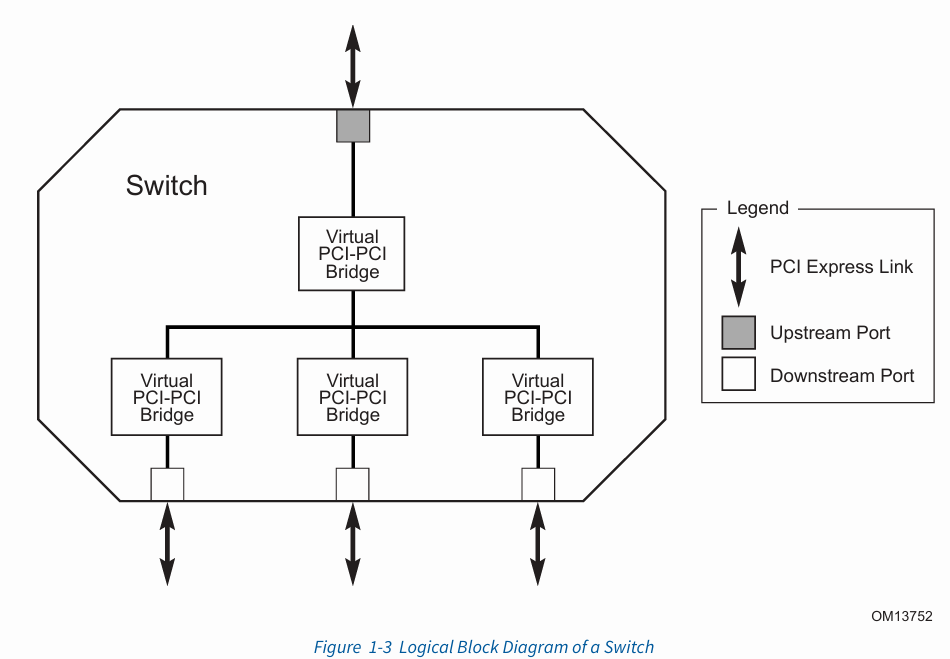 Switch
Virtual
PCI-PCI
Bridge
Virtual
PCI-PCI
Bridge
Virtual
PCI-PCI
Bridge
Virtual
PCI-PCI
Bridge
Legend
PCI Express Link
Upstream Port
Downstream Port
OM13752
Figure 1-3 Logical Block Diagram of a Switch